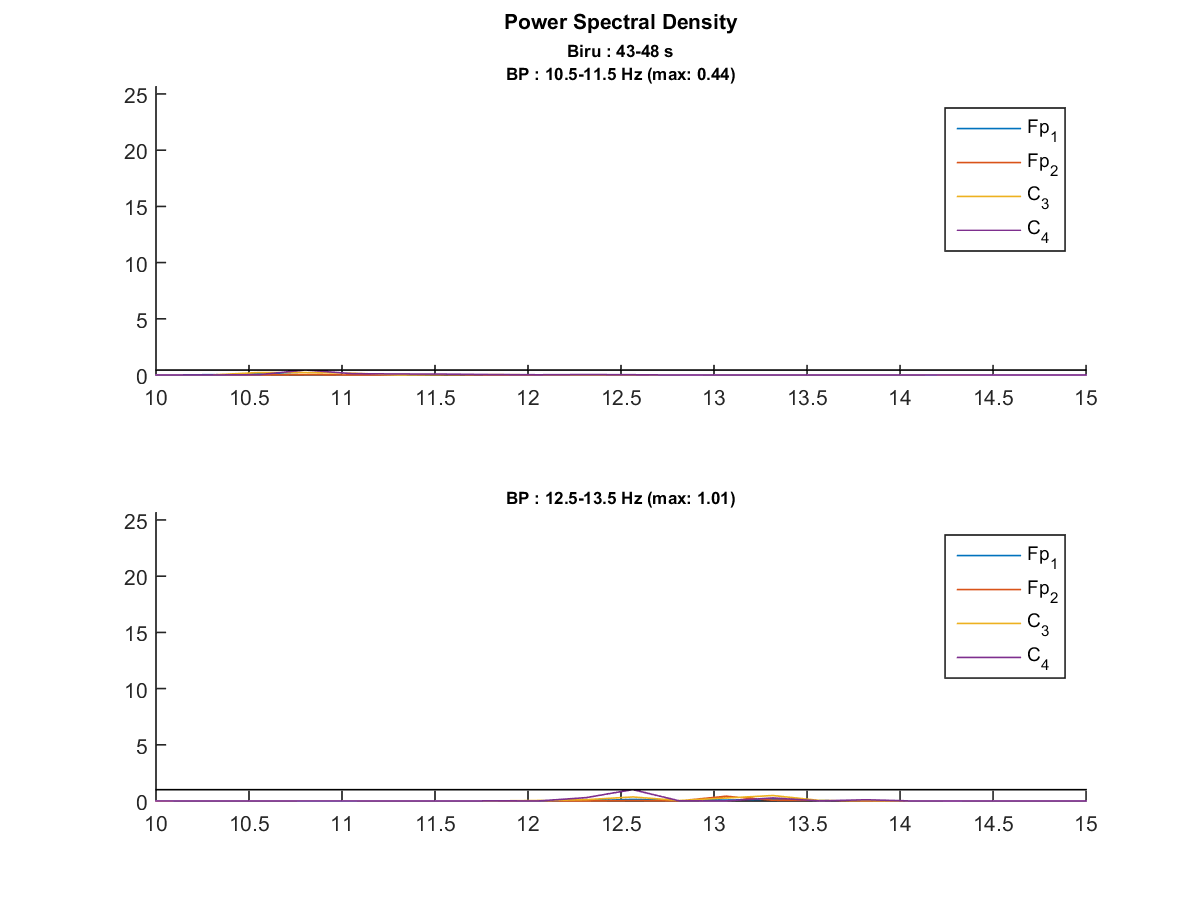 Power Spectral Density
Biru : 43-48 s
BP : 10.5-11.5 Hz (max: 0.44)
25
20
15
10
5
0
10 10.5 11 11.5 12 12.5 13 13.5 14 14.5 15
Fp1
Fp2
C3
C4
BP : 12.5-13.5 Hz (max: 1.01)
25
20
15
10
5
0
10 10.5 11 11.5 12 12.5 13 13.5 14 14.5 15
Fp1
Fp2
C3
C4